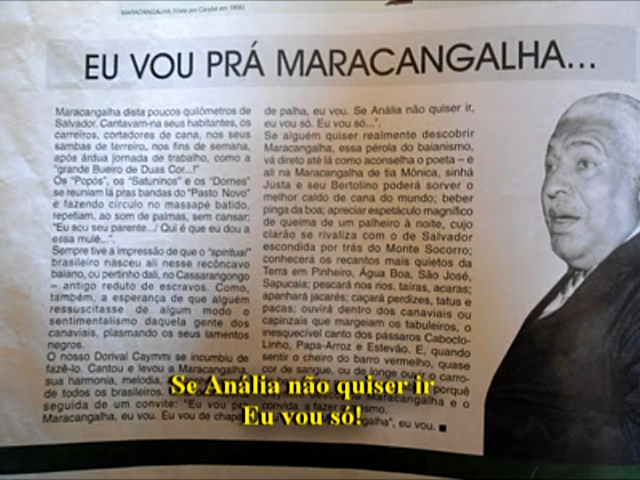 MARACANGALHA (Visto por Carybé em 1956)
EU VOU PRÁ MARACANGALHA...
Maracangalha dista poucos quilômetros de
Salvador. Cantavam-na seus habitantes, os
carreiros, cortadores de cana, nos seus
sambas de terreiro, nos fins de semana,
após árdua jornada de trabalho, como a
"grande Bueiro de Duas Cor...!"
Os "Popós", os "Saturninos" e os "Dornes"
se reuniam lá pras bandas do "Pasto Novo"
e fazendo círculo no massapê batido,
repetiam, ao som de palmas, sem cansar:
"Eu sou seu parente.../ Qui é que eu dou a
essa muié...".
Sempre tive a impressão de que o "spiritual"
brasileiro nasceu ali nesse recôncavo
baiano, ou pertinho dali, no Cassarangongo
– antigo reduto de escravos. Como,
também, a esperança de que alguém
ressuscitasse de algum modo o
sentimentalismo daquela gente dos
canaviais, plasmando os seus lamentos
negros.
O nosso Dorival Caymmi se incumbiu de
fazê-lo. Cantou e levou a Maracangalha,
sua harmonia, melodia,
de todos os brasileiros.
seguida de um convite: "Eu vou pra
Maracangalha, eu vou. Eu vou de chapé
de palha, eu vou. Se Anália não quiser ir,
eu vou só. Eu vou só...".
Se alguém quiser realmente descobrir
Maracangalha, essa pérola do baianismo,
vá direto até lá como aconselha o poeta – e
ali na Maracangalha de tia Mônica, sinhá
Justa e seu Bertolino poderá sorver o
melhor caldo de cana do mundo; beber
pinga da boa; apreciar espetáculo magnífico
de queima de um palheiro à noite, cujo
clarão se rivaliza com o de Salvador
escondida por trás do Monte Socorro;
conhecerá os recantos mais quietos da
Terra em Pinheiro, Água Boa, São José,
Sapucaia; pescará nos rios, taíras, acaras;
apanhará jacarés; caçará perdizes, tatus e
pacas; ouvirá dentro dos canaviais ou
capinzais que margeiam os tabuleiros, o
inesquecível canto dos pássaros Caboclo-
Linho, Papa-Arroz e Estevão. E, quando
sentir o cheiro do barro vermelho, quase
cor de sangue, ou de longe ouvir o carro-
porquê
Maracangalha e o
convida a fazer o mesmo.
eu vou.
Se Anália não quiser ir
Eu vou só!